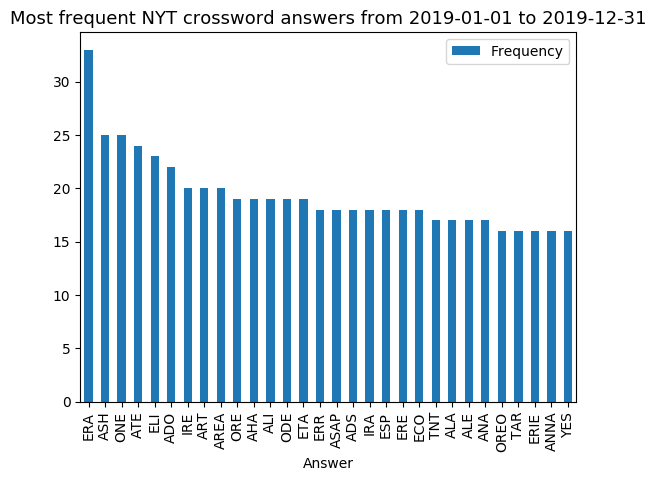 Most frequent NYT crossword answers from 2019-01-01 to 2019-12-31
Frequency
30
25
20
15
10
5
0
ERA
ASH
ONE
ATE
ELI
ADO
IRE
ART
AREA
ORE
AHA
ALI
ODE
ETA
ERR
ASAP
ADS
IRA
ESP
ERE
ECO
TNT
ALA
ALE
ANA
OREO
TAR
ERIE
ANNA
YES
Answer